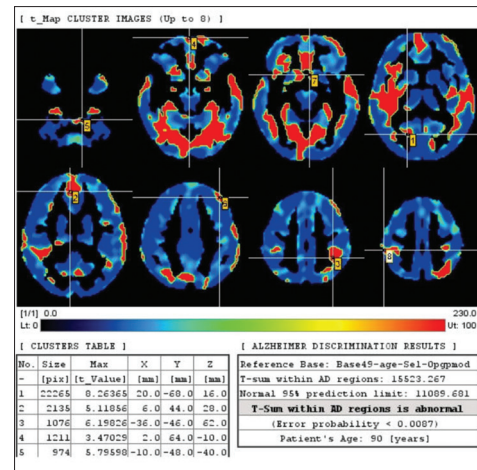 [ t_Map CLUSTER IMAGES (Up to 8) ]
[1/1] 0.0 230.0
Lt: 0 Ut: 100
[ CLUSTERS TABLE ]
No. Size Max X Y Z
- [pix] [t_Value] [mm] [mm] [mm]
1 22265 8.26365 20.0 -68.0 16.0
2 2135 5.11856 6.0 44.0 28.0
3 1076 6.19826 -36.0 -46.0 62.0
4 1211 3.47029 2.0 64.0 -10.0
5 974 5.79598 -10.0 -48.0 -40.0
[ ALZHEIMER DISCRIMINATION RESULTS ]
Reference Base: Base49-age-Sel-Opgpmod
T-sum within AD regions: 15523.267
Normal 95% prediction limit: 11089.681
T-Sum within AD regions is abnormal
(Error probability < 0.0087)
Patient's Age: 90 [years]